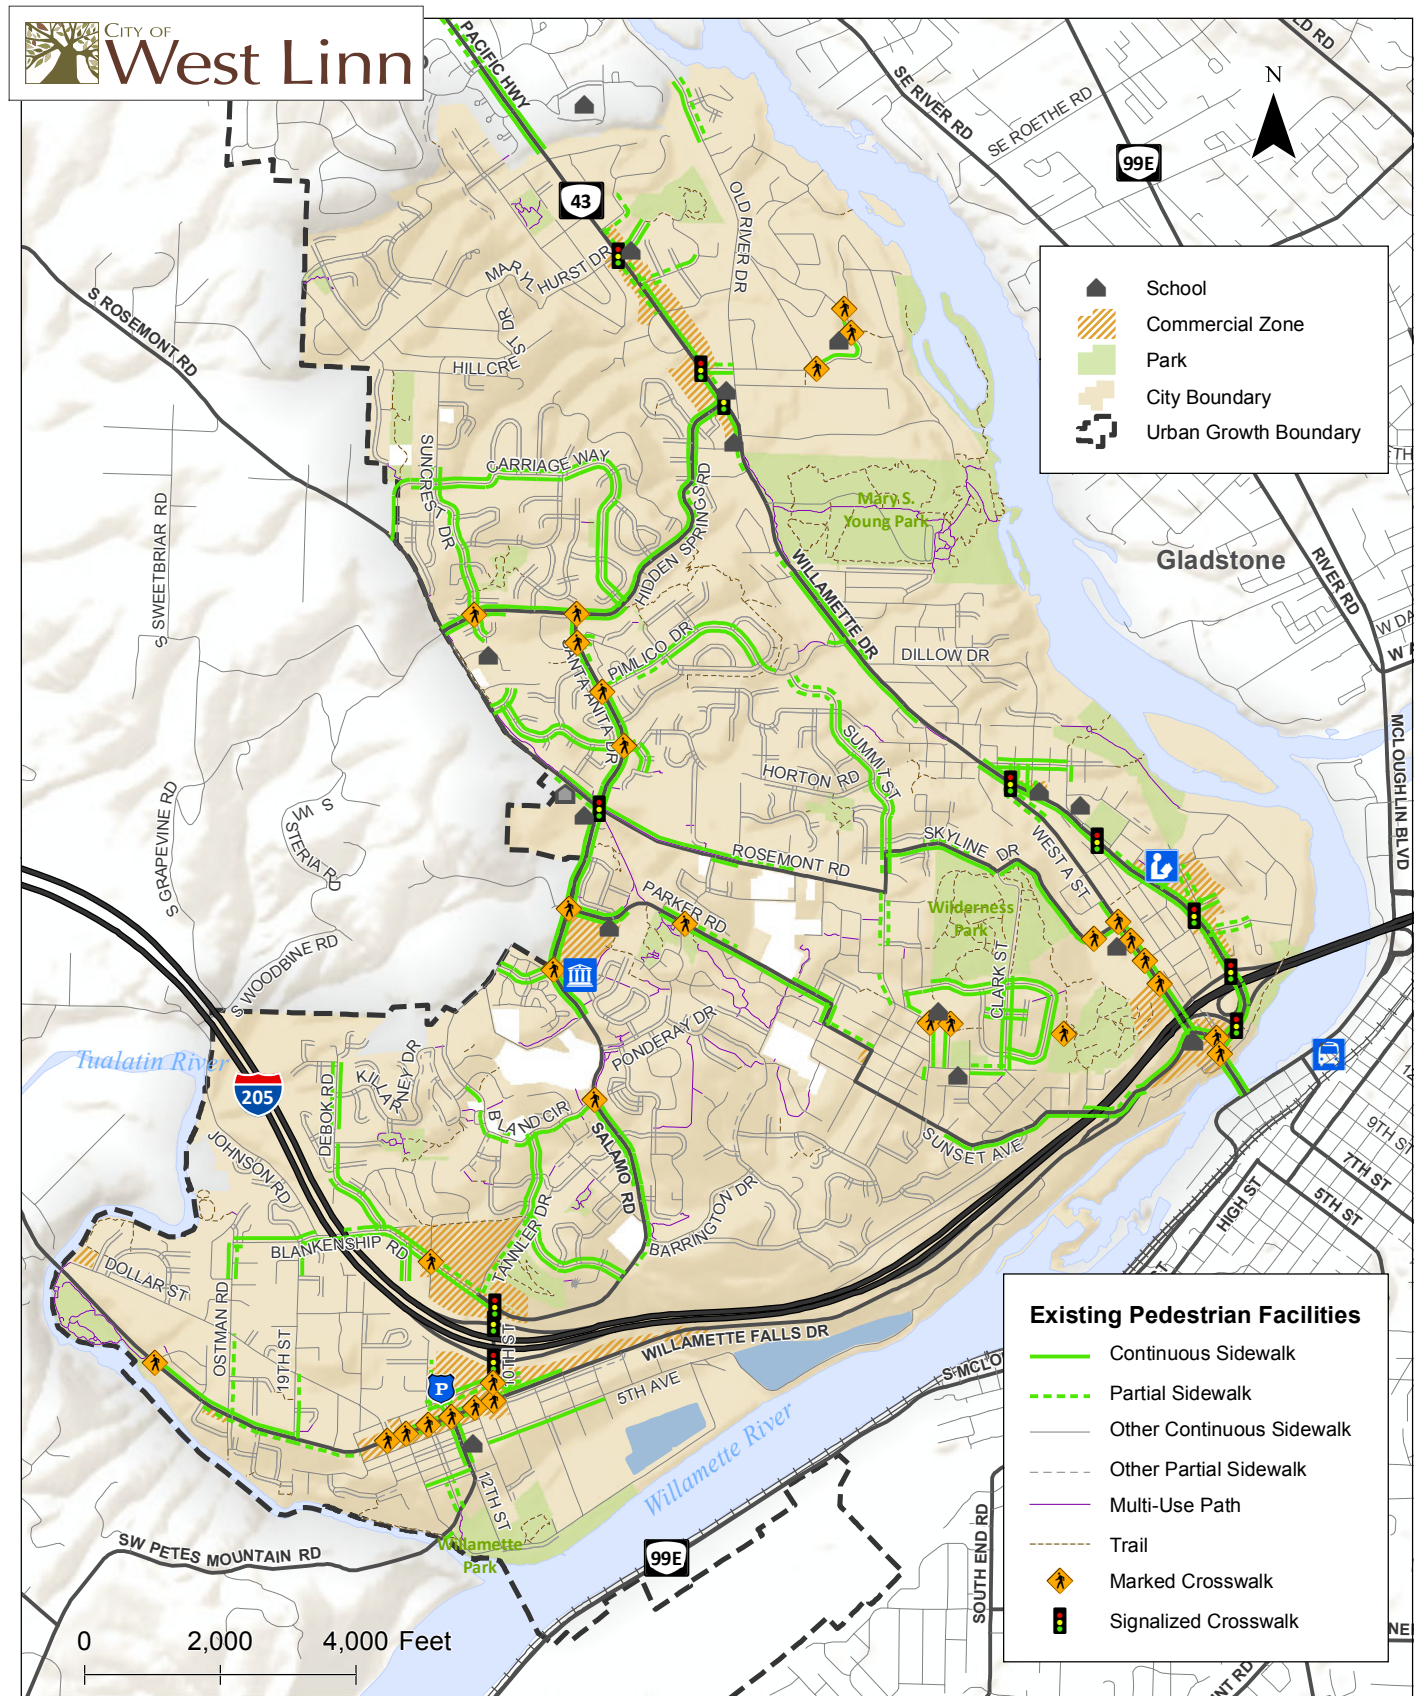 CITY OF
West Linn
PACIFIC HWY
43
SE RIVER RD
SE ROETHE RD
99E
N
OLD RIVER DR
MARYLHURST DR
HILLCREST DR
S ROSEMONT RD
School
Commercial Zone
Park
City Boundary
Urban Growth Boundary
SUNCREST DR
CARRIAGE WAY
HIDDEN SPRINGS RD
Mary S.
Young Park
S SWEETBRIAR RD
Gladstone
RIVER RD
WILLAMETTE DR
DILLOW DR
PIMLICO DR
SANTA ANITA DR
SUMMIT ST
HORTON RD
MCLOUGHLIN BLVD
S GRAPEVINE RD
S WISTERIA RD
ROSEMONT RD
SKYLINE DR
WEST A ST
PARKER RD
Wilderness
Park
CLARK ST
S WOODBINE RD
PONDERAY DR
Tualatin River
205
DEBOK RD
KILLARNEY DR
BLAND CIR
SALAMO RD
SUNSET AVE
9TH ST
7TH ST
5TH ST
HIGH ST
JOHNSON RD
BLANKENSHIP RD
TANNLER DR
BARRINGTON DR
DOLLAR ST
OSTMAN RD
19TH ST
10TH ST
WILLAMETTE FALLS DR
5TH AVE
P
12TH ST
Willamette River
Willamette
Park
SW PETES MOUNTAIN RD
99E
SOUTH END RD
Existing Pedestrian Facilities
Continuous Sidewalk
Partial Sidewalk
Other Continuous Sidewalk
Other Partial Sidewalk
Multi-Use Path
Trail
Marked Crosswalk
Signalized Crosswalk
0 2,000 4,000 Feet